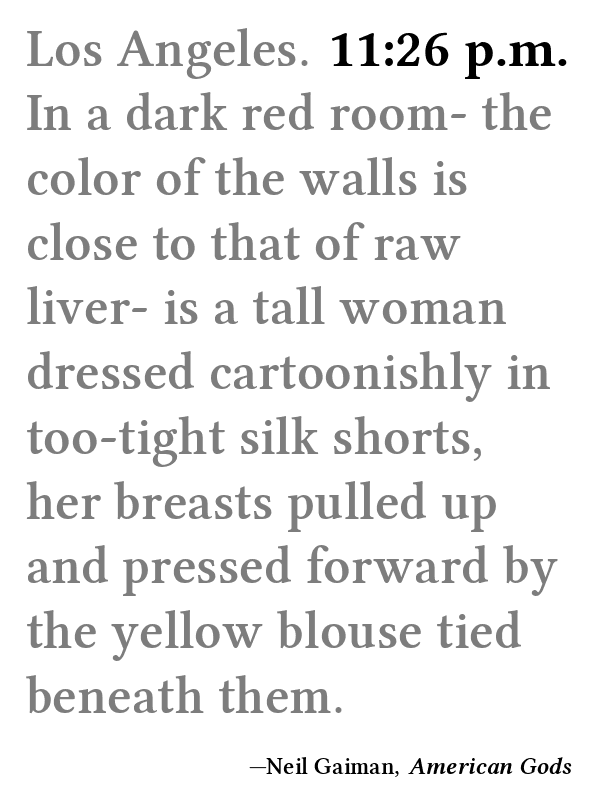 Los Angeles. 11:26 p.m.
In a dark red room- the
color of the walls is
close to that of raw
liver- is a tall woman
dressed cartoonishly in
too-tight silk shorts,
her breasts pulled up
and pressed forward by
the yellow blouse tied
beneath them.
—Neil Gaiman, American Gods